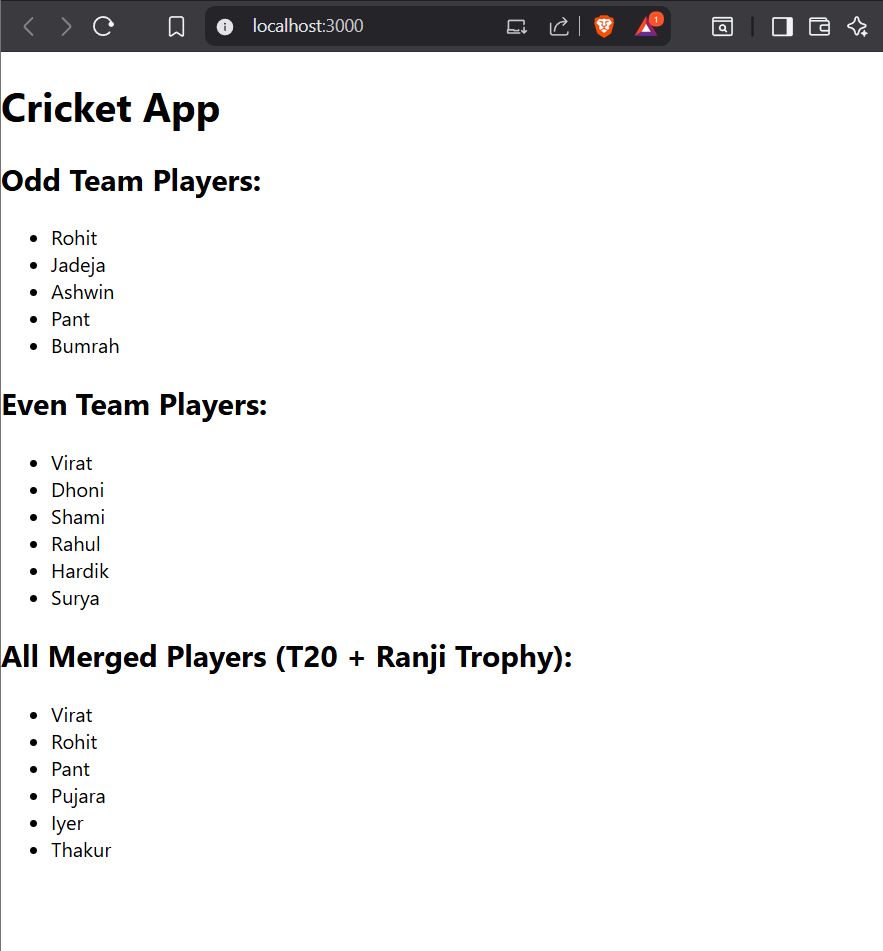 localhost:3000
1
Cricket App
Odd Team Players:
Rohit
Jadeja
Ashwin
Pant
Bumrah
Even Team Players:
Virat
Dhoni
Shami
Rahul
Hardik
Surya
All Merged Players (T20 + Ranji Trophy):
Virat
Rohit
Pant
Pujara
Iyer
Thakur